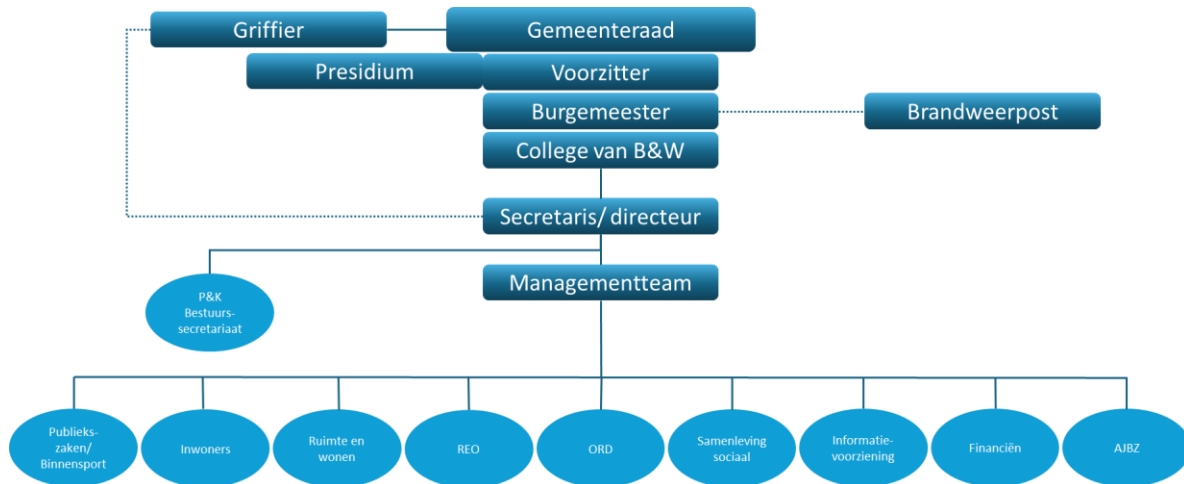 Griffier
Gemeenteraad
Presidium
Voorzitter
Burgemeester
Brandweerpost
College van B&W
Secretaris/ directeur
Managementteam
P&K
Bestuurs-
secretariaat
Publieks-
zaken/
Binnensport
Inwoners
Ruimte en
wonen
REO
ORD
Samenleving
sociaal
Informatie-
voorziening
Financiën
AJBZ